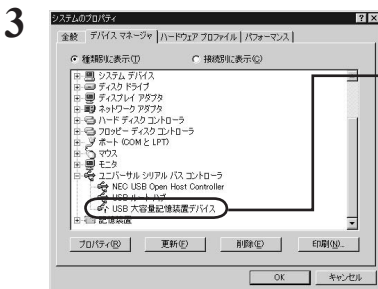 3
システムのプロパティ
全般 デバイス マネージャ ハードウェア プロファイル パフォーマンス
種類別に表示(T) 接続別に表示(C)
システム デバイス
ディスク ドライブ
ディスプレイ アダプタ
ネットワーク アダプタ
ハード ディスク コントローラ
フロッピー ディスク コントローラ
ポート (COM と LPT)
マウス
モニタ
ユニバーサル シリアル バス コントローラ
NEC USB Open Host Controller
USB ルート ハブ
USB 大容量記憶装置デバイス
記憶装置
プロパティ(R) 更新(F) 削除(E) 印刷(N)...
OK キャンセル